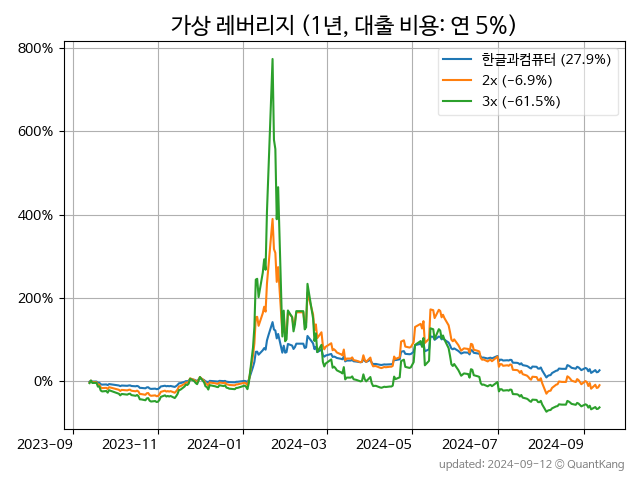 가상 레버리지 (1년, 대출 비용: 연 5%)
800%
600%
400%
200%
0%
한글과컴퓨터 (27.9%)
2x (-6.9%)
3x (-61.5%)
2023-09
2023-11
2024-01
2024-03
2024-05
2024-07
2024-09
updated: 2024-09-12 © QuantKang